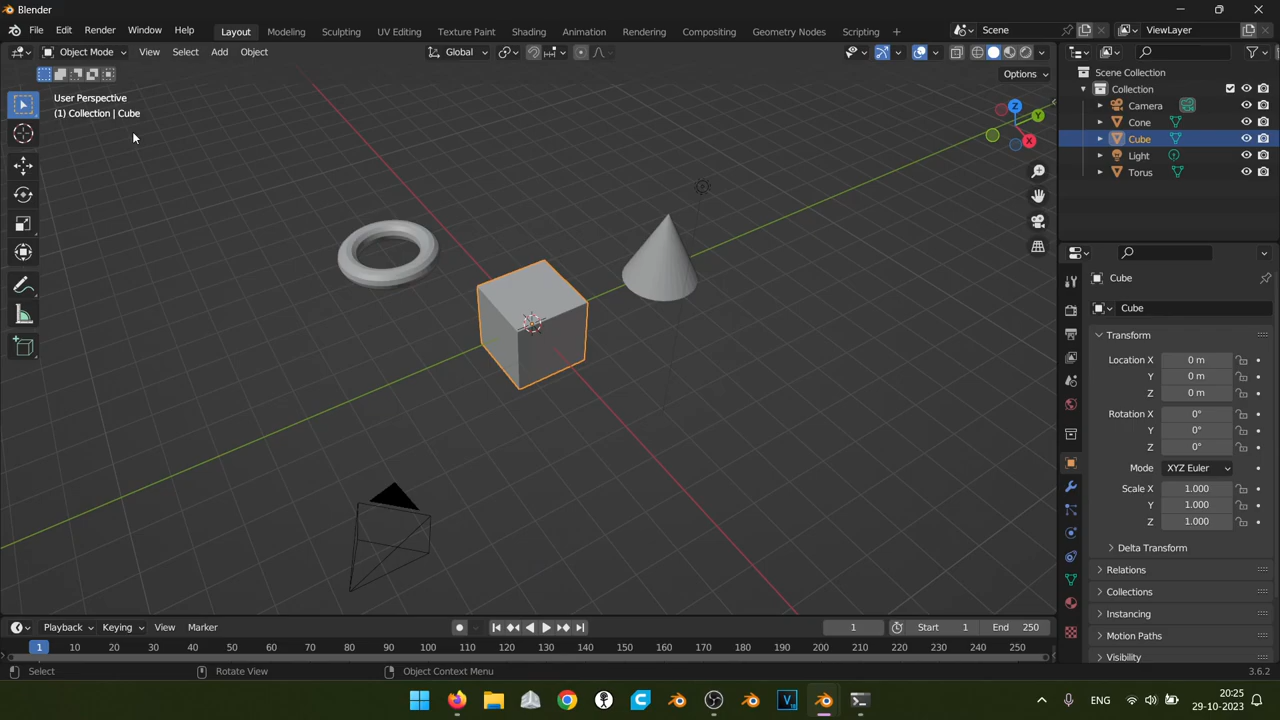 Blender
File Edit Render Window Help Layout Modeling Sculpting UV Editing Texture Paint Shading Animation Rendering Compositing Geometry Nodes Scripting + Scene ViewLayer
Object Mode View Select Add Object Global
Options
User Perspective
(1) Collection | Cube
Z
Y
X
Scene Collection
Collection
Camera
Cone
Cube
Light
Torus
Cube
Cube
Transform
Location X 0 m
Y 0 m
Z 0 m
Rotation X 0°
Y 0°
Z 0°
Mode XYZ Euler
Scale X 1.000
Y 1.000
Z 1.000
Delta Transform
Relations
Collections
Instancing
Motion Paths
Visibility
Playback Keying View Marker 1 Start 1 End 250
1 10 20 30 40 50 60 70 80 90 100 110 120 130 140 150 160 170 180 190 200 210 220 230 240 250
Select Rotate View Object Context Menu 3.6.2
ENG 20:25
29-10-2023